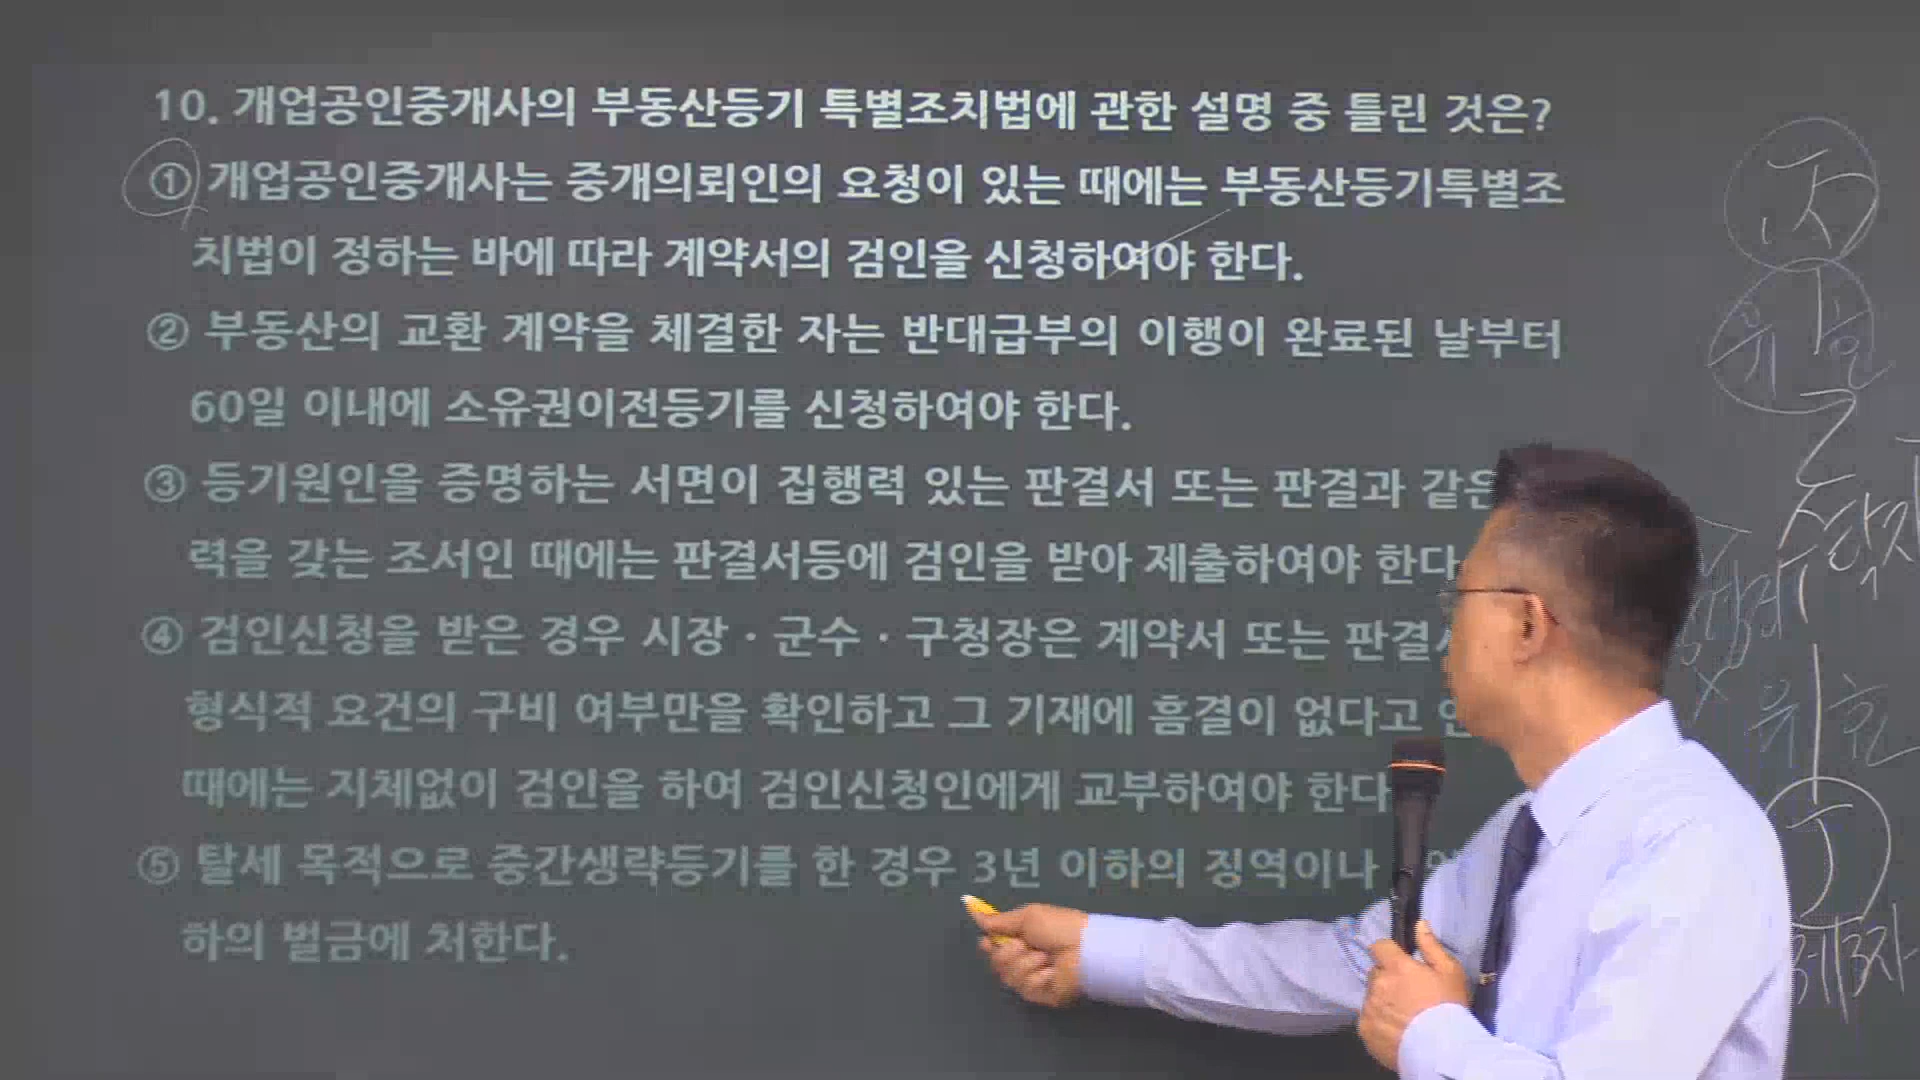 10. 개업공인중개사의 부동산등기 특별조치법에 관한 설명 중 틀린 것은?
① 개업공인중개사는 중개의뢰인의 요청이 있는 때에는 부동산등기특별조
치법이 정하는 바에 따라 계약서의 검인을 신청하여야 한다.
② 부동산의 교환 계약을 체결한 자는 반대급부의 이행이 완료된 날부터
60일 이내에 소유권이전등기를 신청하여야 한다.
③ 등기원인을 증명하는 서면이 집행력 있는 판결서 또는 판결과 같은
력을 갖는 조서인 때에는 판결서등에 검인을 받아 제출하여야 한다
④ 검인신청을 받은 경우 시장 · 군수 · 구청장은 계약서 또는 판결
형식적 요건의 구비 여부만을 확인하고 그 기재에 흠결이 없다고
때에는 지체없이 검인을 하여 검인신청인에게 교부하여야 한다
⑤ 탈세 목적으로 중간생략등기를 한 경우 3년 이하의 징역이나
하의 벌금에 처한다.
유효
수탁자
유효
제3자